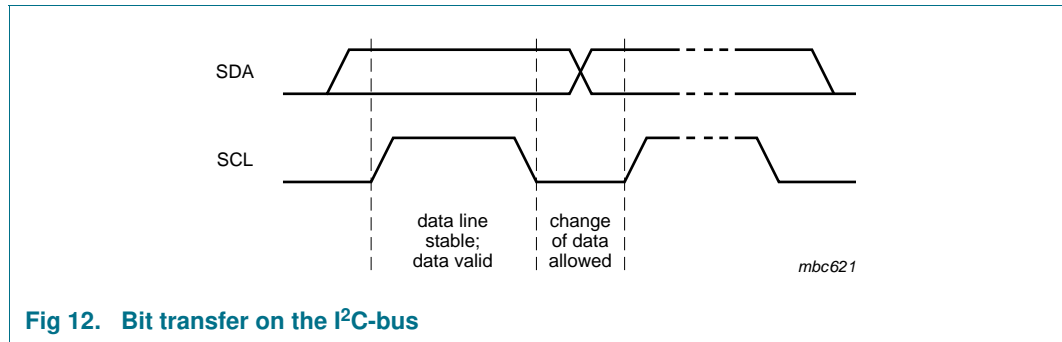 SDA
SCL
data line
stable;
data valid
change
of data
allowed
mbc621
Fig 12. Bit transfer on the I²C-bus